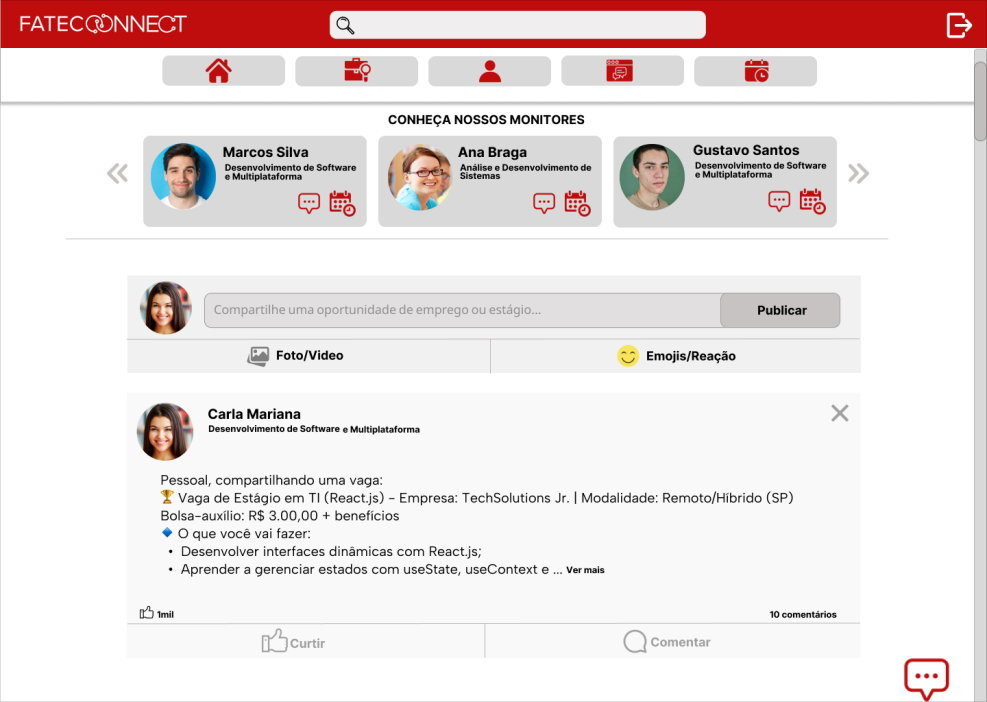 FATECCONNECT
CONHEÇA NOSSOS MONITORES
Marcos Silva
Desenvolvimento de Software
e Multiplataforma
Ana Braga
Análise e Desenvolvimento de
Sistemas
Gustavo Santos
Desenvolvimento de Software
e Multiplataforma
Compartilhe uma oportunidade de emprego ou estágio...
Publicar
Foto/Video
Emojis/Reação
Carla Mariana
Desenvolvimento de Software e Multiplataforma
Pessoal, compartilhando uma vaga:
🏆 Vaga de Estágio em TI (React.js) – Empresa: TechSolutions Jr. | Modalidade: Remoto/Híbrido (SP)
Bolsa-auxílio: R$ 3.00,00 + benefícios
🔹 O que você vai fazer:
• Desenvolver interfaces dinâmicas com React.js;
• Aprender a gerenciar estados com useState, useContext e ... Ver mais
1mil
10 comentários
Curtir
Comentar